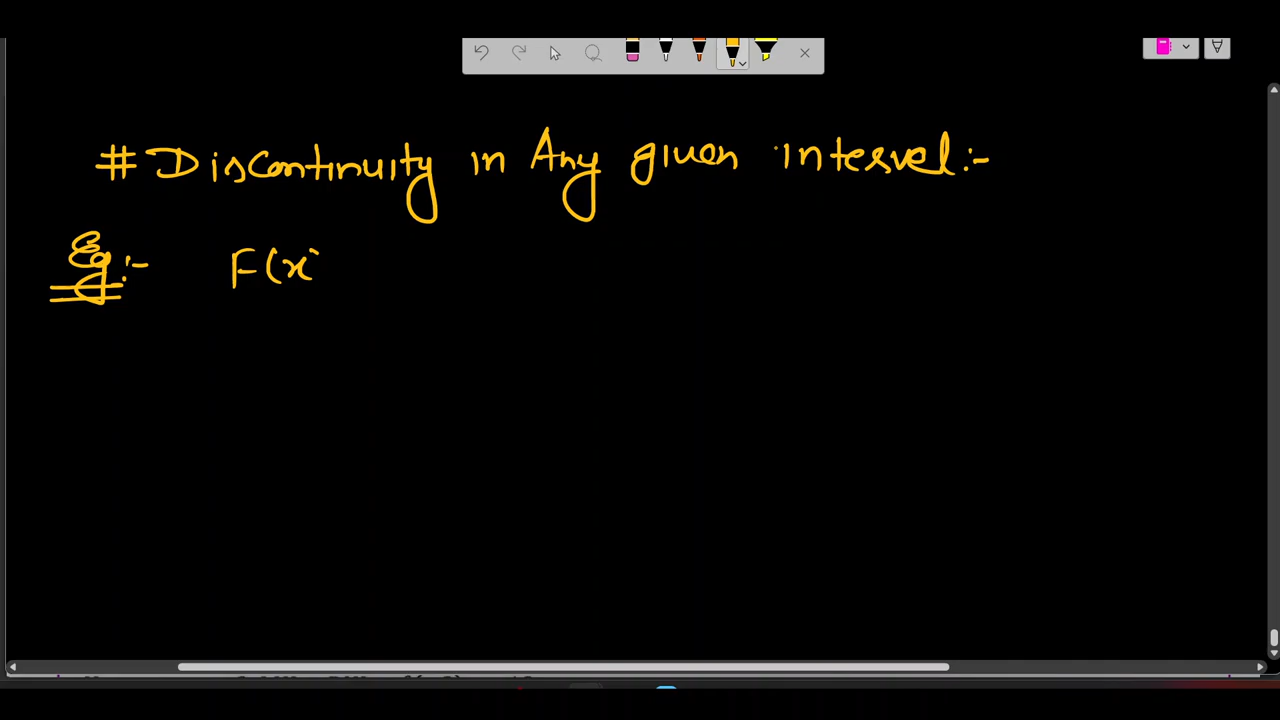 # Discontinuity in Any given interval :-
Eg :- F(x)